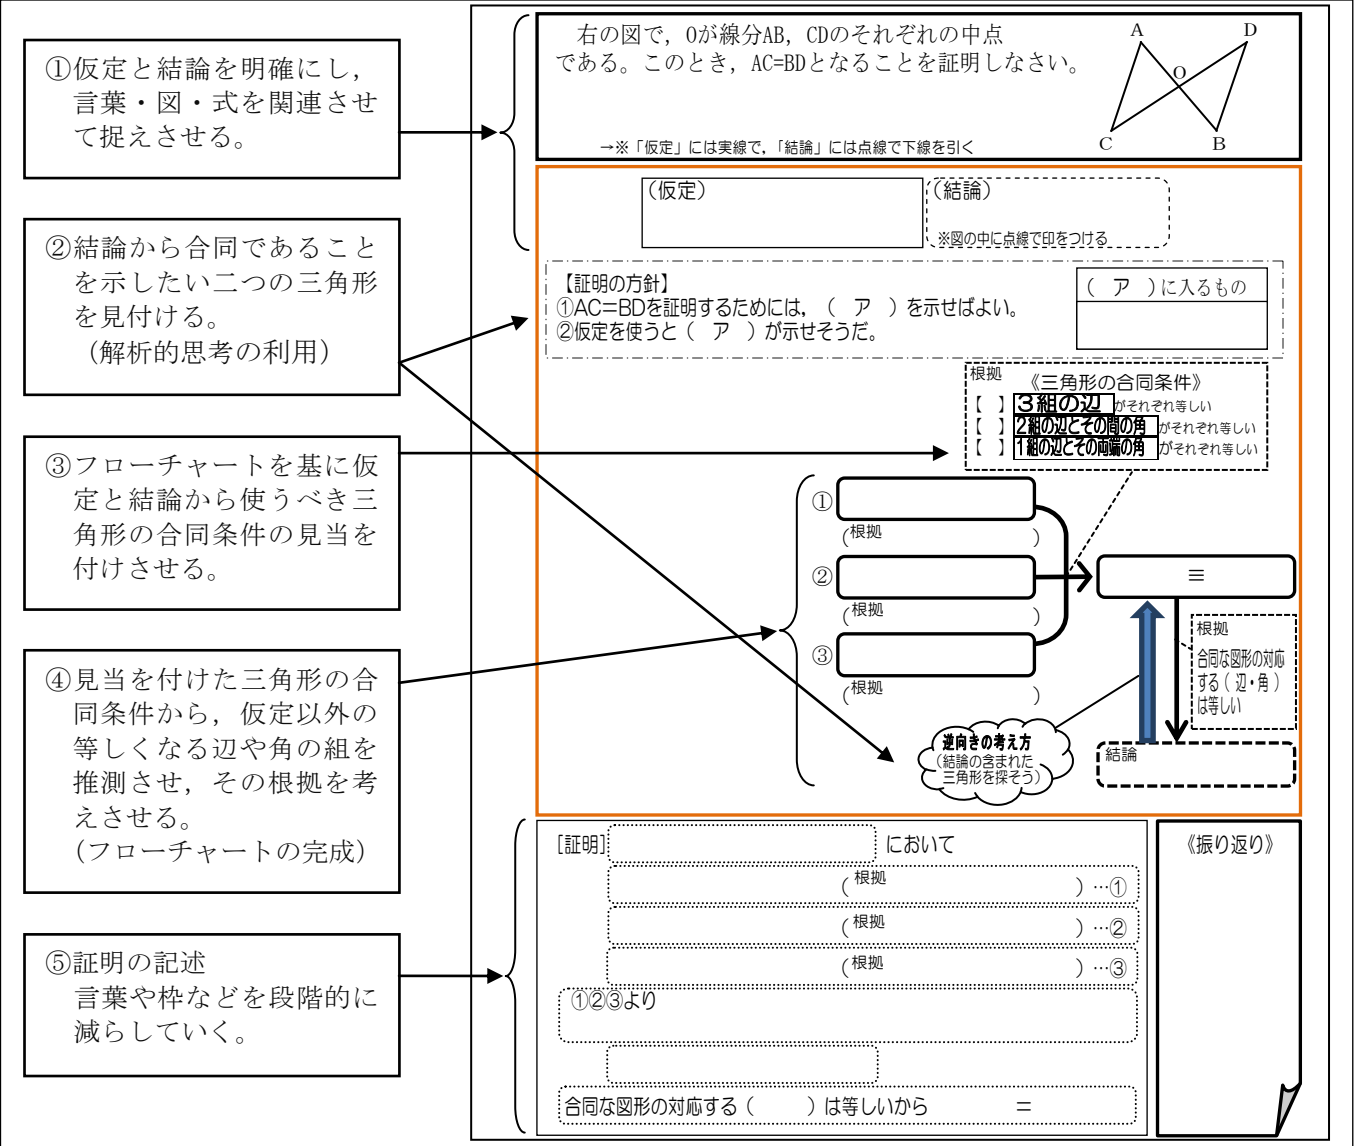 ①仮定と結論を明確にし，
言葉・図・式を関連させ
て捉えさせる。
②結論から合同であること
を示したい二つの三角形
を見付ける。
（解析的思考の利用）
③フローチャートを基に仮
定と結論から使うべき三
角形の合同条件の見当を
付けさせる。
④見当を付けた三角形の合
同条件から，仮定以外の
等しくなる辺や角の組を
推測させ，その根拠を考
えさせる。
（フローチャートの完成）
⑤証明の記述
言葉や枠などを段階的に
減らしていく。
右の図で，Oが線分AB，CDのそれぞれの中点
である。このとき，AC=BDとなることを証明しなさい。
→※「仮定」には実線で，「結論」には点線で下線を引く
A
D
O
C
B
（仮定）
（結論）
※図の中に点線で印をつける
【証明の方針】
①AC＝BDを証明するためには，（　ア　）を示せばよい。
②仮定を使うと（　ア　）が示せそうだ。
（　ア　）に入るもの
根拠
《三角形の合同条件》
【　】３組の辺がそれぞれ等しい
【　】２組の辺とその間の角がそれぞれ等しい
【　】１組の辺とその両端の角がそれぞれ等しい
①
（根拠　　　　）
②
（根拠　　　　）
③
（根拠　　　　）
≡
根拠
合同な図形の対応
する（ 辺・角 ）
は等しい
逆向きの考え方
（結論の含まれた
三角形を探そう）
結論
［証明］　　　　において
（根拠　　　　）…①
（根拠　　　　）…②
（根拠　　　　）…③
①②③より
合同な図形の対応する（　　　）は等しいから　　　＝
《振り返り》